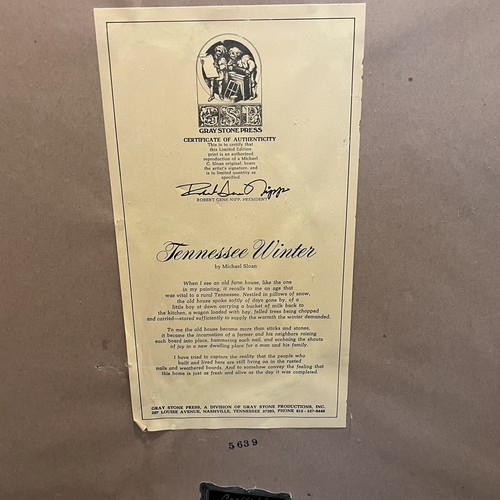 GSP
GRAY STONE PRESS
CERTIFICATE OF AUTHENTICITY
This is to certify that
this Limited Edition
print is an authorized
reproduction of a Michael
C. Sloan original, bears
the artist's signature, and
is in limited quantity as
specified.
ROBERT GENE NIPP, PRESIDENT
Tennessee Winter
by Michael Sloan
When I see an old farm house, like the one
in my painting, it recalls to me an age that
was vital to a rural Tennessee. Nestled in pillows of snow,
the old house spoke softly of days gone by, of a
little boy of dawn carrying a bucket of milk back to
the kitchen, a wagon loaded with hay, felled trees being chopped
and carried—stored sufficiently to supply the warmth the winter demanded.
To me the old house became more than sticks and stones,
it became the incarnation of a farmer and his neighbors raising
each board into place, hammering each nail, and echoing the shouts
of joy in a new dwelling place for a man and his family.
I have tried to capture the reality that the people who
built and lived here are still living on in the rusted
nails and weathered boards. And to somehow convey the feeling that
this home is just as fresh and alive as the day it was completed.
GRAY STONE PRESS, A DIVISION OF GRAY STONE PRODUCTIONS, INC.
LOUISE AVENUE, NASHVILLE, TENNESSEE 37203, PHONE
5639